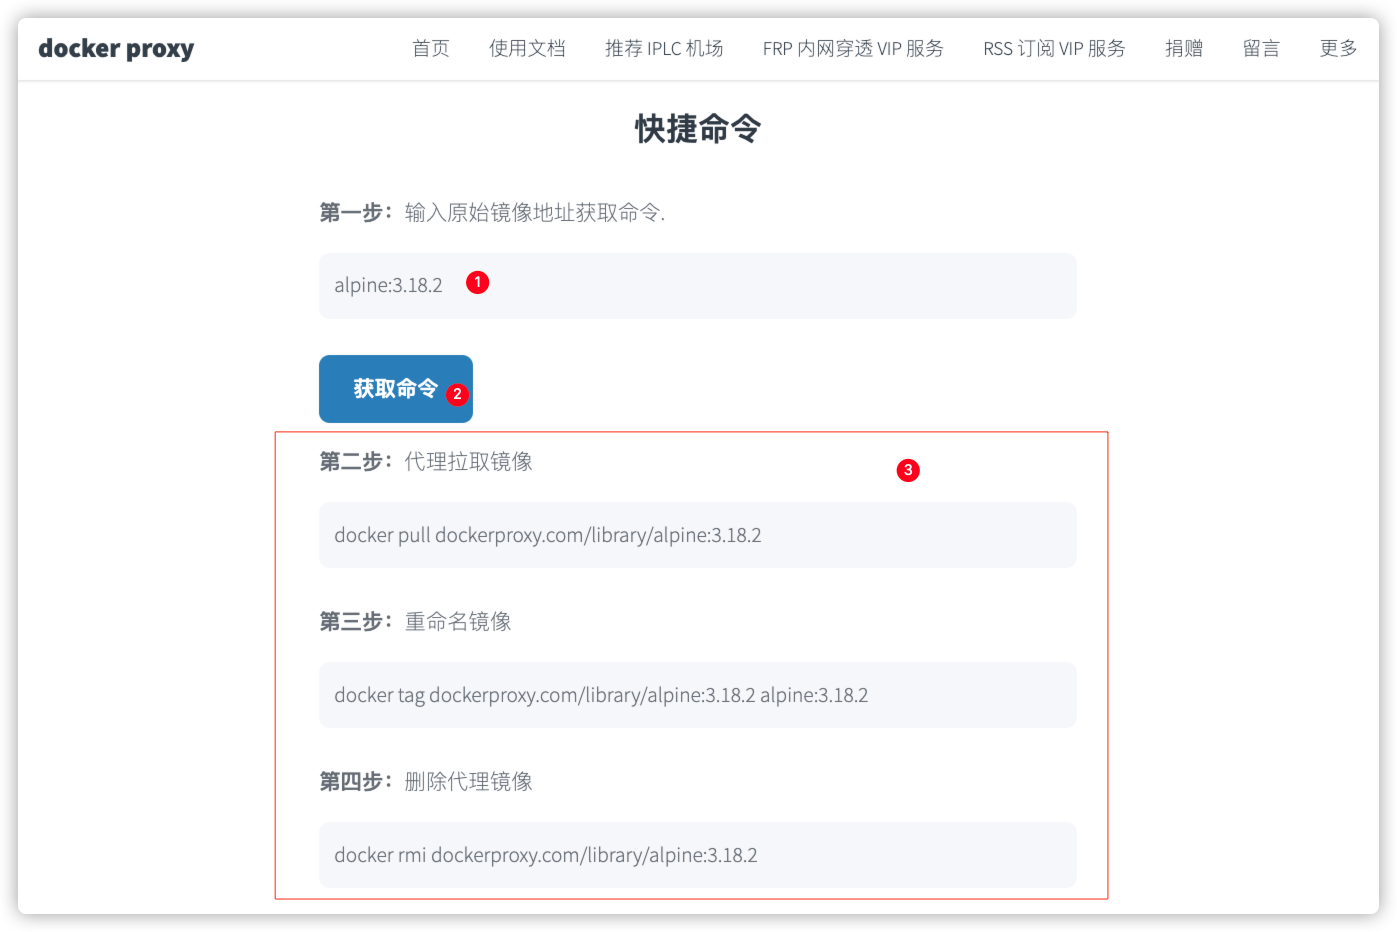 docker proxy 首页 使用文档 推荐 IPLC 机场 FRP 内网穿透 VIP 服务 RSS 订阅 VIP 服务 捐赠 留言 更多
快捷命令
第一步：输入原始镜像地址获取命令.
alpine:3.18.2 1
获取命令 2
第二步：代理拉取镜像 3
docker pull dockerproxy.com/library/alpine:3.18.2
第三步：重命名镜像
docker tag dockerproxy.com/library/alpine:3.18.2 alpine:3.18.2
第四步：删除代理镜像
docker rmi dockerproxy.com/library/alpine:3.18.2